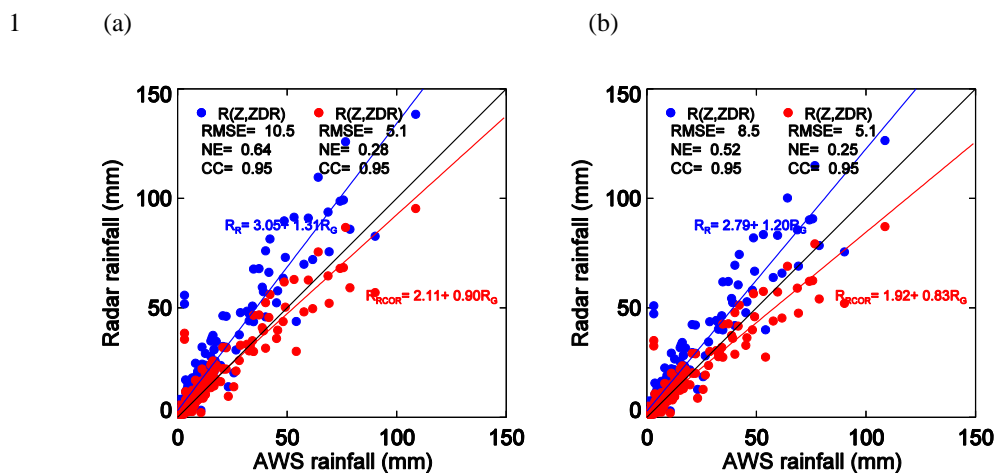 1 (a) (b)
150
R(Z,ZDR) R(Z,ZDR)
RMSE= 10.5 RMSE= 5.1
NE= 0.64 NE= 0.28
CC= 0.95 CC= 0.95
100
R_R= 3.05+ 1.31R_G
50
R_RCOR= 2.11+ 0.90R_G
0
0 50 100 150
AWS rainfall (mm)
Radar rainfall (mm)
150
R(Z,ZDR) R(Z,ZDR)
RMSE= 8.5 RMSE= 5.1
NE= 0.52 NE= 0.25
CC= 0.95 CC= 0.95
100
R_R= 2.79+ 1.20R_G
50
R_RCOR= 1.92+ 0.83R_G
0
0 50 100 150
AWS rainfall (mm)
Radar rainfall (mm)